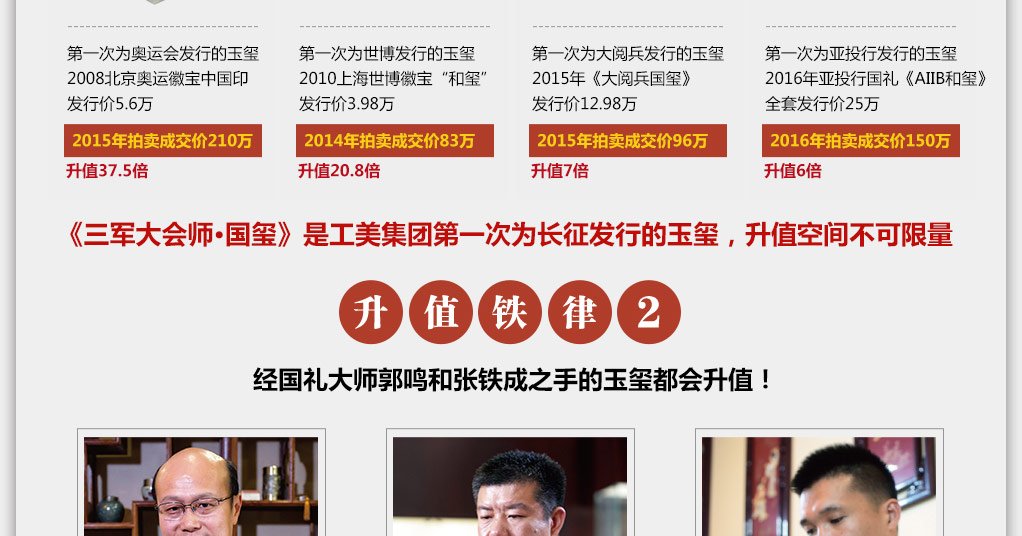 第一次为奥运会发行的玉玺
2008北京奥运徽宝中国印
发行价5.6万
2015年拍卖成交价210万
升值37.5倍
第一次为世博发行的玉玺
2010上海世博徽宝“和玺”
发行价3.98万
2014年拍卖成交价83万
升值20.8倍
第一次为大阅兵发行的玉玺
2015年《大阅兵国玺》
发行价12.98万
2015年拍卖成交价96万
升值7倍
第一次为亚投行发行的玉玺
2016年亚投行国礼《AIIB和玺》
全套发行价25万
2016年拍卖成交价150万
升值6倍
《三军大会师·国玺》是工美集团第一次为长征发行的玉玺，升值空间不可限量
升值铁律2
经国礼大师郭鸣和张铁成之手的玉玺都会升值！